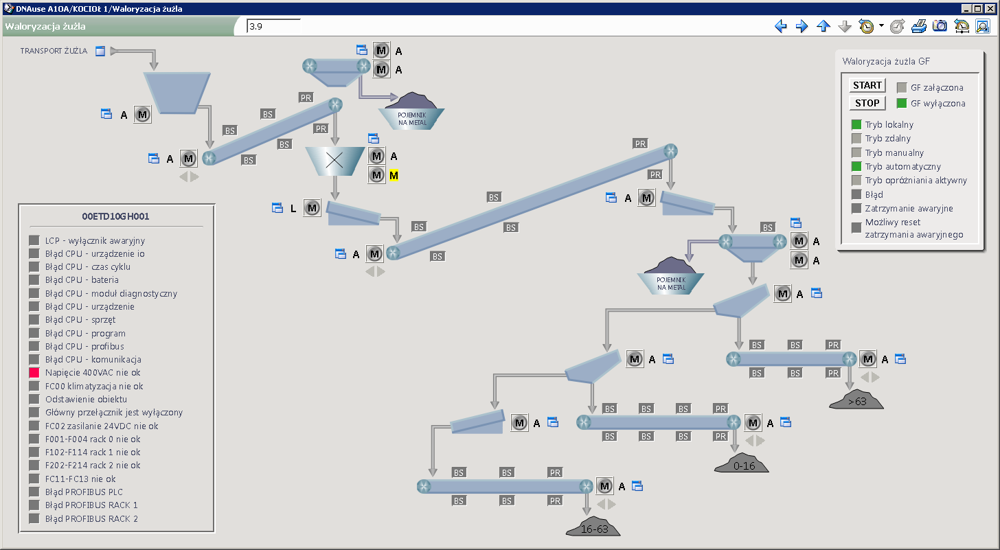 DNAuse A1OA/KOCIOŁ 1/Waloryzacja żużla
Waloryzacja żużla
3.9
TRANSPORT ŻUŻLA
M A
M A
PR
BS
BS
BS
BS
PR
A M
A M
POJEMNIK
NA METAL
M A
M M
L M
A M
BS
BS
BS
BS
PR
PR
A M
BS
M A
M A
POJEMNIK
NA METAL
M A
BS BS PR
M A
BS BS PR
>63
M A
BS BS BS PR
M A
BS BS BS PR
0-16
M A
BS BS PR
M A
BS BS PR
16-63
Waloryzacja żużla GF
START
GF załączona
STOP
GF wyłączona
Tryb lokalny
Tryb zdalny
Tryb manualny
Tryb automatyczny
Tryb opróżniania aktywny
Błąd
Zatrzymanie awaryjne
Możliwy reset
zatrzymania awaryjnego
00ETD10GH001
LCP - wyłącznik awaryjny
Błąd CPU - urządzenie io
Błąd CPU - czas cyklu
Błąd CPU - bateria
Błąd CPU - moduł diagnostyczny
Błąd CPU - urządzenie
Błąd CPU - sprzęt
Błąd CPU - program
Błąd CPU - profibus
Błąd CPU - komunikacja
Napięcie 400VAC nie ok
FC00 klimatyzacja nie ok
Odstawienie obiektu
Główny przełącznik jest wyłączony
FC02 zasilanie 24VDC nie ok
F001-F004 rack 0 nie ok
F102-F114 rack 1 nie ok
F202-F214 rack 2 nie ok
FC11-FC13 nie ok
Błąd PROFIBUS PLC
Błąd PROFIBUS RACK 1
Błąd PROFIBUS RACK 2